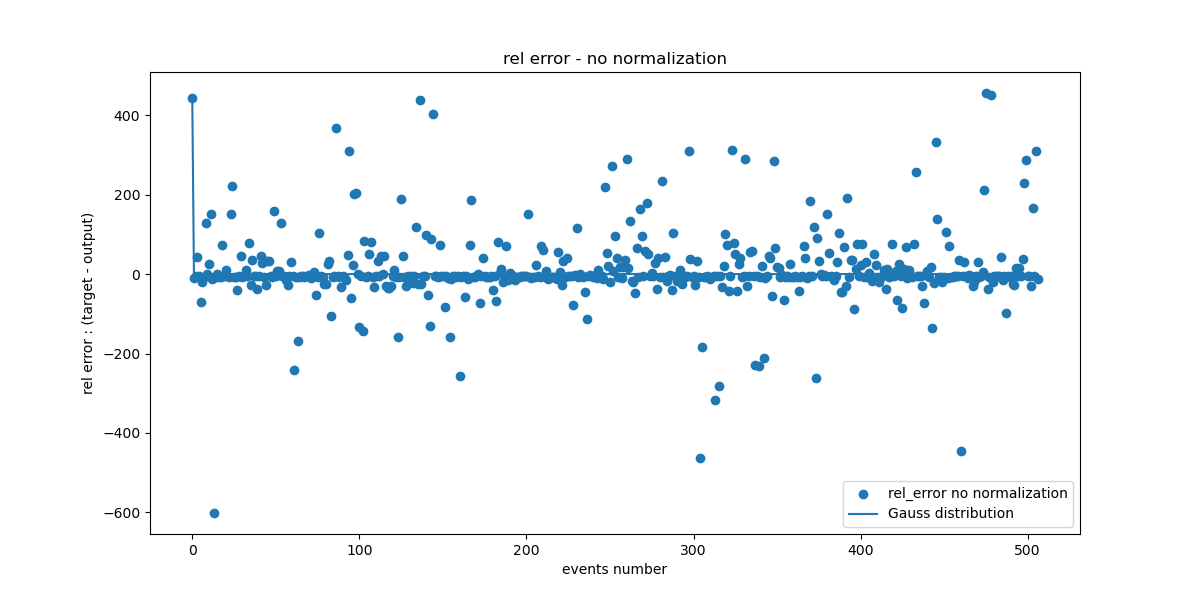 rel error - no normalization
rel error : (target - output)
400
200
0
−200
−400
−600
0 100 200 300 400 500
events number
rel_error no normalization
Gauss distribution